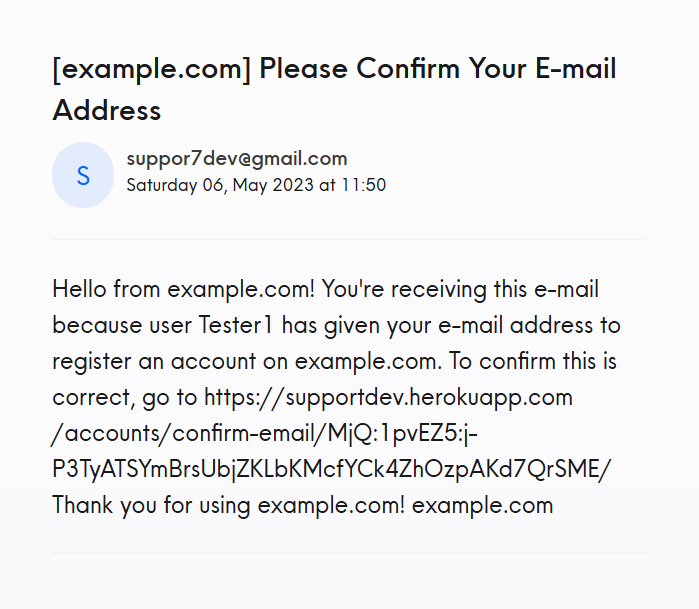 [example.com] Please Confirm Your E-mail
Address
S
suppor7dev@gmail.com
Saturday 06, May 2023 at 11:50
Hello from example.com! You're receiving this e-mail
because user Tester1 has given your e-mail address to
register an account on example.com. To confirm this is
correct, go to https://supportdev.herokuapp.com
/accounts/confirm-email/MjQ:1pvEZ5:j-
P3TyATSYmBrsUbjZKLbKMcfYCk4ZhOzpAKd7QrSME/
Thank you for using example.com! example.com